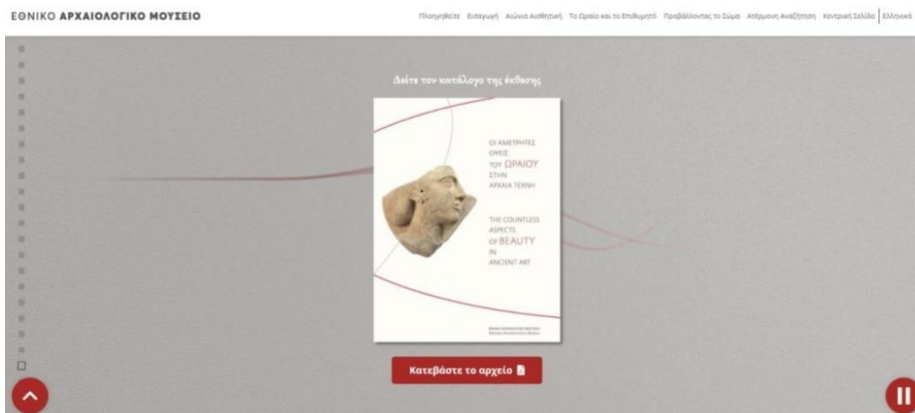 ΕΘΝΙΚΟ ΑΡΧΑΙΟΛΟΓΙΚΟ ΜΟΥΣΕΙΟ
Πλοηγηθείτε Εισαγωγή Αιώνια Αισθητική Το Ωραίο και το Επιθυμητό Προβάλλοντας το Σώμα Ατέρμονη Αναζήτηση Κεντρική Σελίδα Ελληνικά
Δείτε τον κατάλογο της έκθεσης
ΟΙ ΑΜΕΤΡΗΤΕΣ
ΟΨΕΙΣ
ΤΟΥ ΩΡΑΙΟΥ
ΣΤΗΝ
ΑΡΧΑΙΑ ΤΕΧΝΗ
THE COUNTLESS
ASPECTS
OF BEAUTY
IN
ANCIENT ART
Κατεβάστε το αρχείο